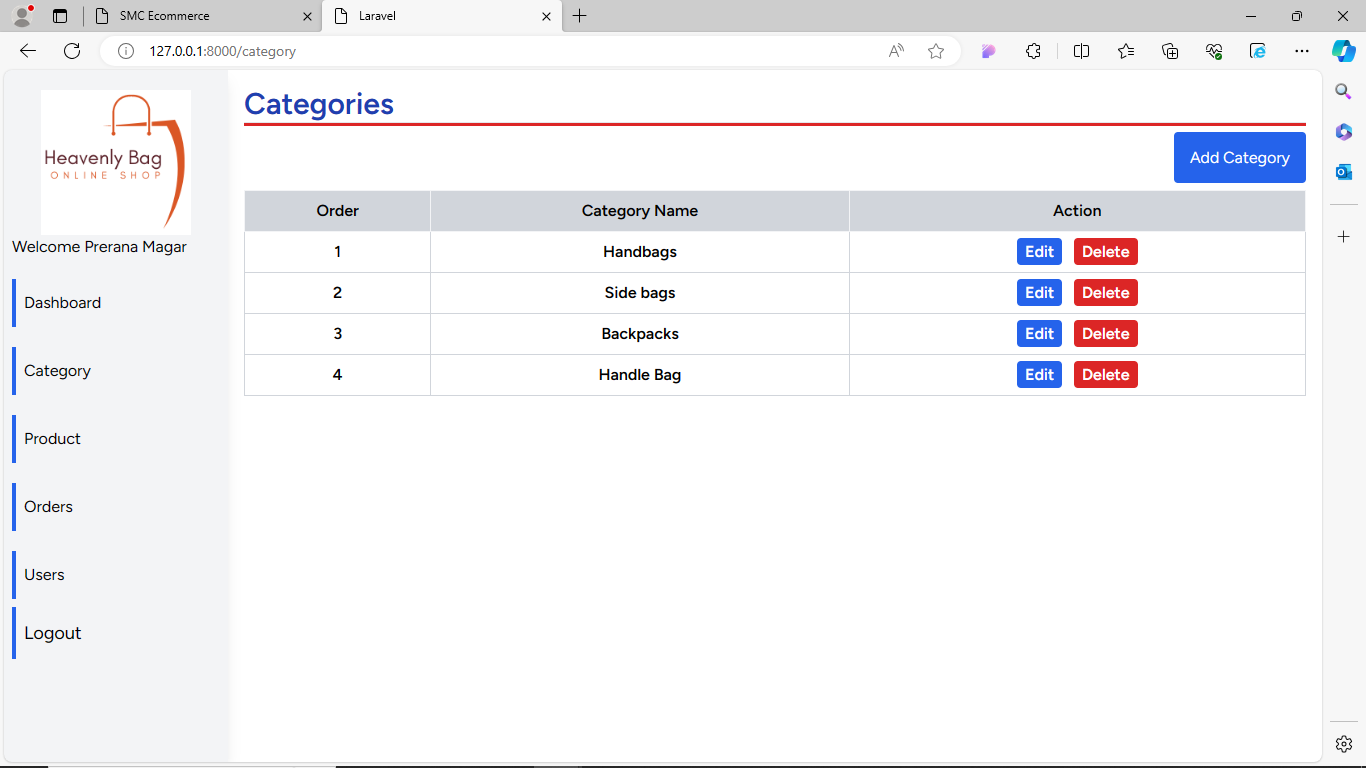 SMC Ecommerce
Laravel
127.0.0.1:8000/category
Heavenly Bag
ONLINE SHOP
Welcome Prerana Magar
Dashboard
Category
Product
Orders
Users
Logout
Categories
Add Category
Order Category Name Action
1 Handbags Edit Delete
2 Side bags Edit Delete
3 Backpacks Edit Delete
4 Handle Bag Edit Delete